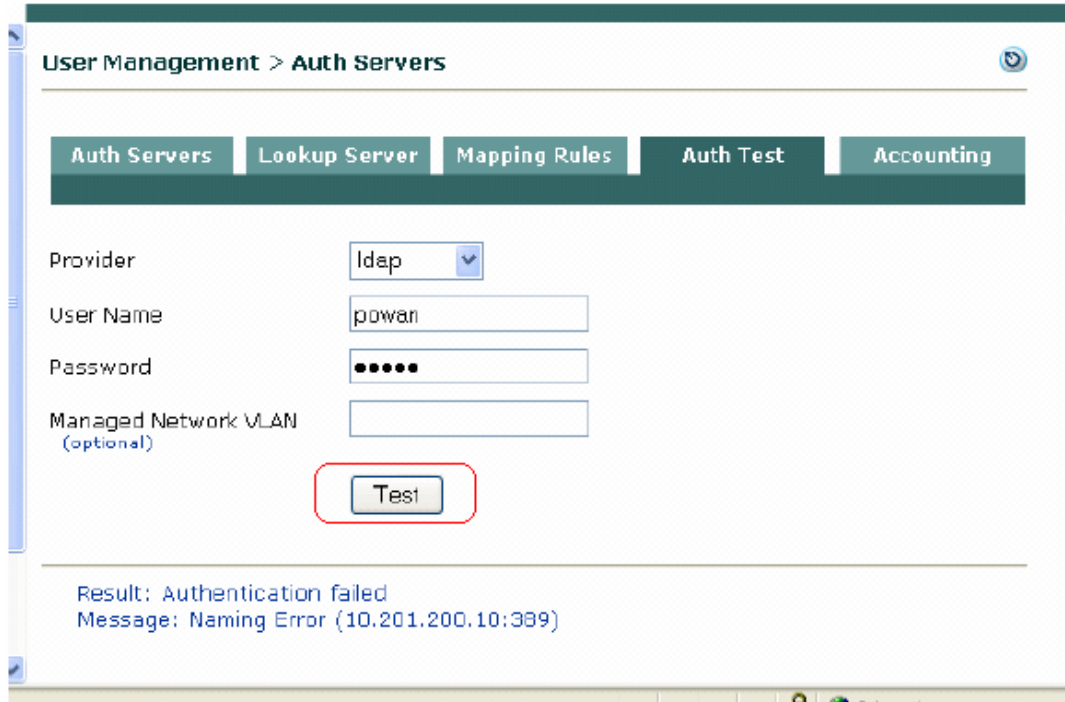 User Management > Auth Servers
Auth Servers Lookup Server Mapping Rules Auth Test Accounting
Provider ldap
User Name powan
Password •••••
Managed Network VLAN
(optional)
Test
Result: Authentication failed
Message: Naming Error (10.201.200.10:389)